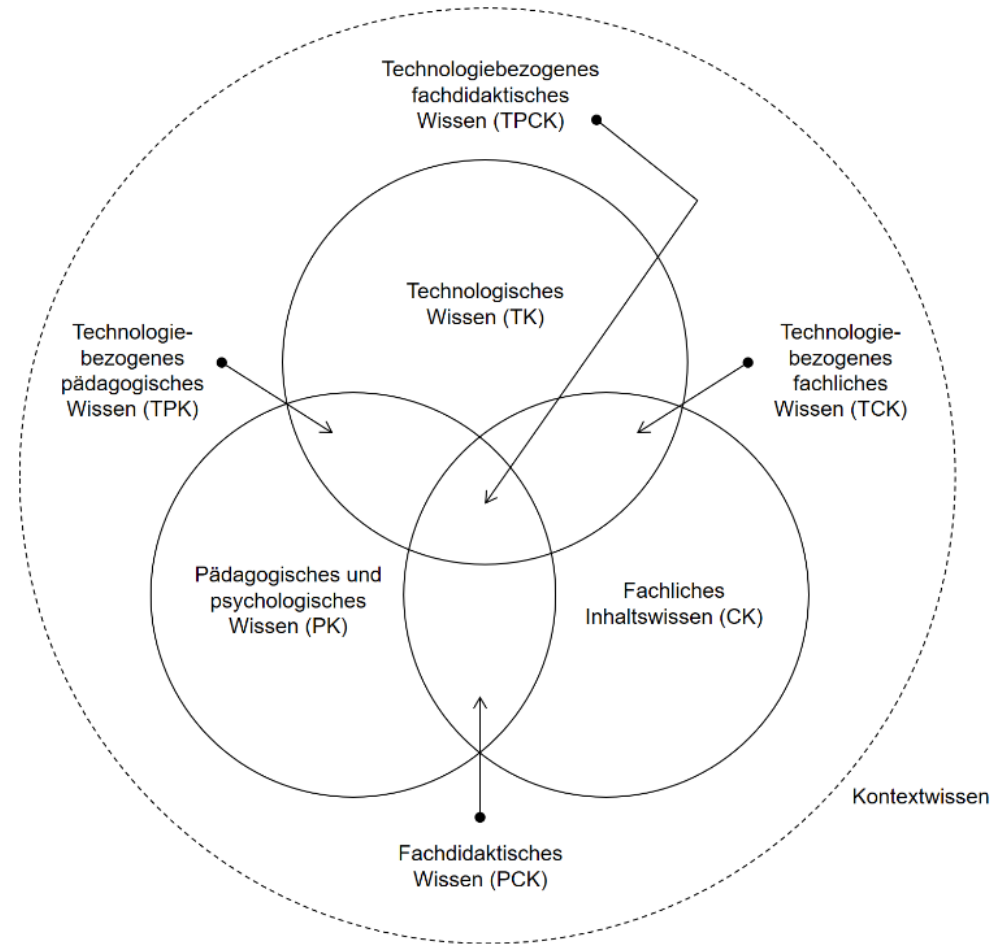 Technologiebezogenes
fachdidaktisches
Wissen (TPCK)
Technologisches
Wissen (TK)
Technologie-
bezogenes
pädagogisches
Wissen (TPK)
Technologie-
bezogenes
fachliches
Wissen (TCK)
Pädagogisches und
psychologisches
Wissen (PK)
Fachliches
Inhaltswissen (CK)
Kontextwissen
Fachdidaktisches
Wissen (PCK)